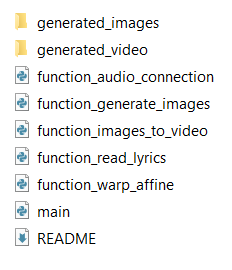 generated_images
generated_video
function_audio_connection
function_generate_images
function_images_to_video
function_read_lyrics
function_warp_affine
main
README